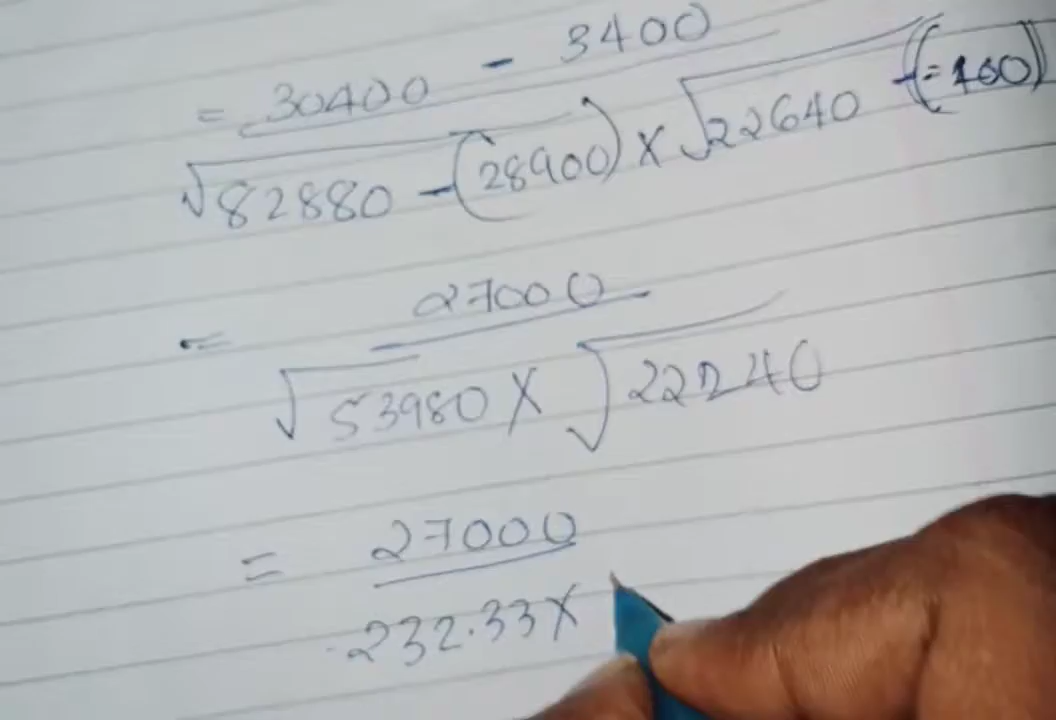 = 30400 - 3400
√82880 - (28900) × √22640 - (= 400)
= 27000
√53980 × √22240
= 27000
232.33 ×